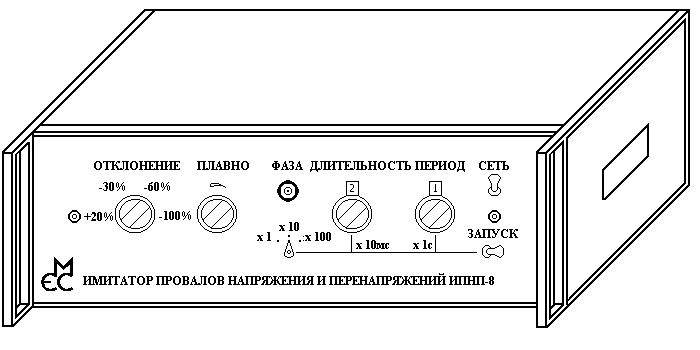 ОТКЛОНЕНИЕ ПЛАВНО ФАЗА ДЛИТЕЛЬНОСТЬ ПЕРИОД СЕТЬ
-30% -60% 2 1
+20% -100%
х 10 ЗАПУСК
х 1 х 100 х 10мс х 1с
М
ЄС ИМИТАТОР ПРОВАЛОВ НАПРЯЖЕНИЯ И ПЕРЕНАПРЯЖЕНИЙ ИПНП-8